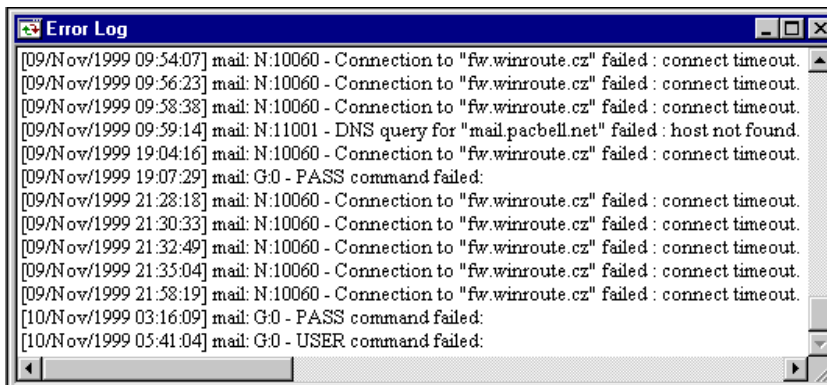 Error Log
[09/Nov/1999 09:54:07] mail: N:10060 - Connection to "fw.winroute.cz" failed : connect timeout.
[09/Nov/1999 09:56:23] mail: N:10060 - Connection to "fw.winroute.cz" failed : connect timeout.
[09/Nov/1999 09:58:38] mail: N:10060 - Connection to "fw.winroute.cz" failed : connect timeout.
[09/Nov/1999 09:59:14] mail: N:11001 - DNS query for "mail.pacbell.net" failed : host not found.
[09/Nov/1999 19:04:16] mail: N:10060 - Connection to "fw.winroute.cz" failed : connect timeout.
[09/Nov/1999 19:07:29] mail: G:0 - PASS command failed:
[09/Nov/1999 21:28:18] mail: N:10060 - Connection to "fw.winroute.cz" failed : connect timeout.
[09/Nov/1999 21:30:33] mail: N:10060 - Connection to "fw.winroute.cz" failed : connect timeout.
[09/Nov/1999 21:32:49] mail: N:10060 - Connection to "fw.winroute.cz" failed : connect timeout.
[09/Nov/1999 21:35:04] mail: N:10060 - Connection to "fw.winroute.cz" failed : connect timeout.
[09/Nov/1999 21:58:19] mail: N:10060 - Connection to "fw.winroute.cz" failed : connect timeout.
[10/Nov/1999 03:16:09] mail: G:0 - PASS command failed:
[10/Nov/1999 05:41:04] mail: G:0 - USER command failed: